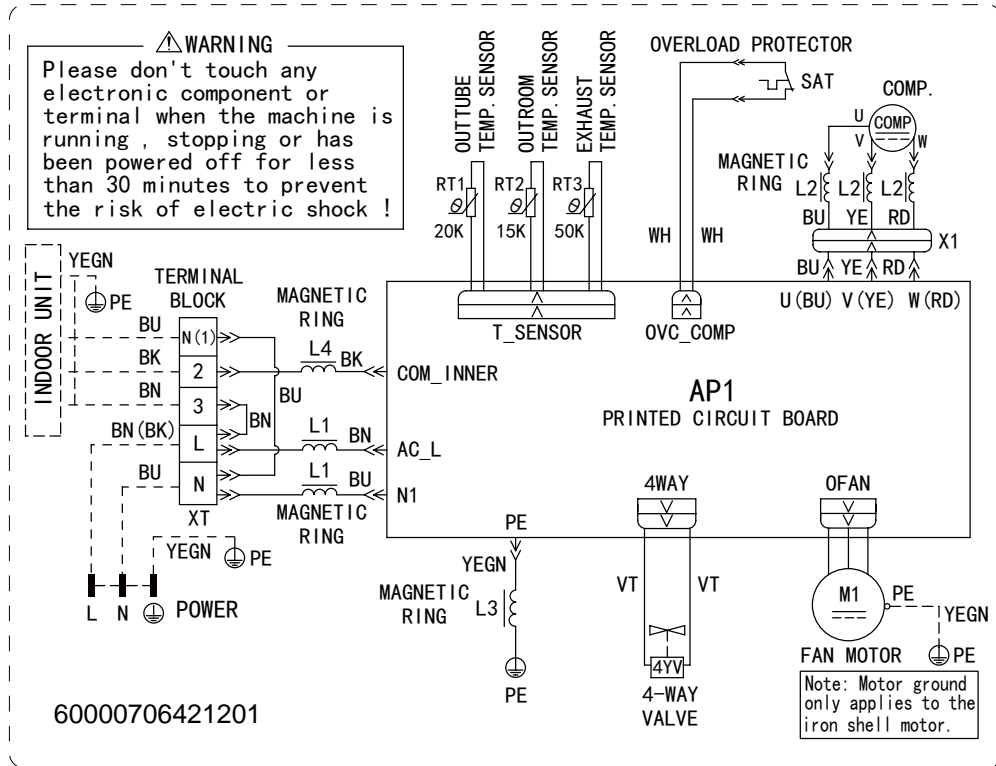 WARNING
Please don't touch any
electronic component or
terminal when the machine is
running , stopping or has
been powered off for less
than 30 minutes to prevent
the risk of electric shock !
OUTTUBE
TEMP. SENSOR
OUTROOM
TEMP. SENSOR
EXHAUST
TEMP. SENSOR
RT1
RT2
RT3
θ
θ
θ
20K
15K
50K
T_SENSOR
OVERLOAD PROTECTOR
SAT
WH
WH
OVC_COMP
COMP.
COMP
U
V
W
MAGNETIC
RING
L2
L2
L2
BU
YE
RD
X1
BU
YE
RD
U(BU)
V(YE)
W(RD)
INDOOR UNIT
YEGN
PE
TERMINAL
BLOCK
MAGNETIC
RING
BU
N(1)
BK
2
L4
BK
COM_INNER
BN
3
BU
BN
BN(BK)
L
L1
BN
AC_L
BU
N
L1
BU
N1
XT
MAGNETIC
RING
YEGN
PE
L
N
POWER
AP1
PRINTED CIRCUIT BOARD
PE
YEGN
MAGNETIC
RING
L3
PE
4WAY
VT
VT
4YV
4-WAY
VALVE
OFAN
M1
PE
YEGN
FAN MOTOR
PE
Note: Motor ground
only applies to the
iron shell motor.
60000706421201